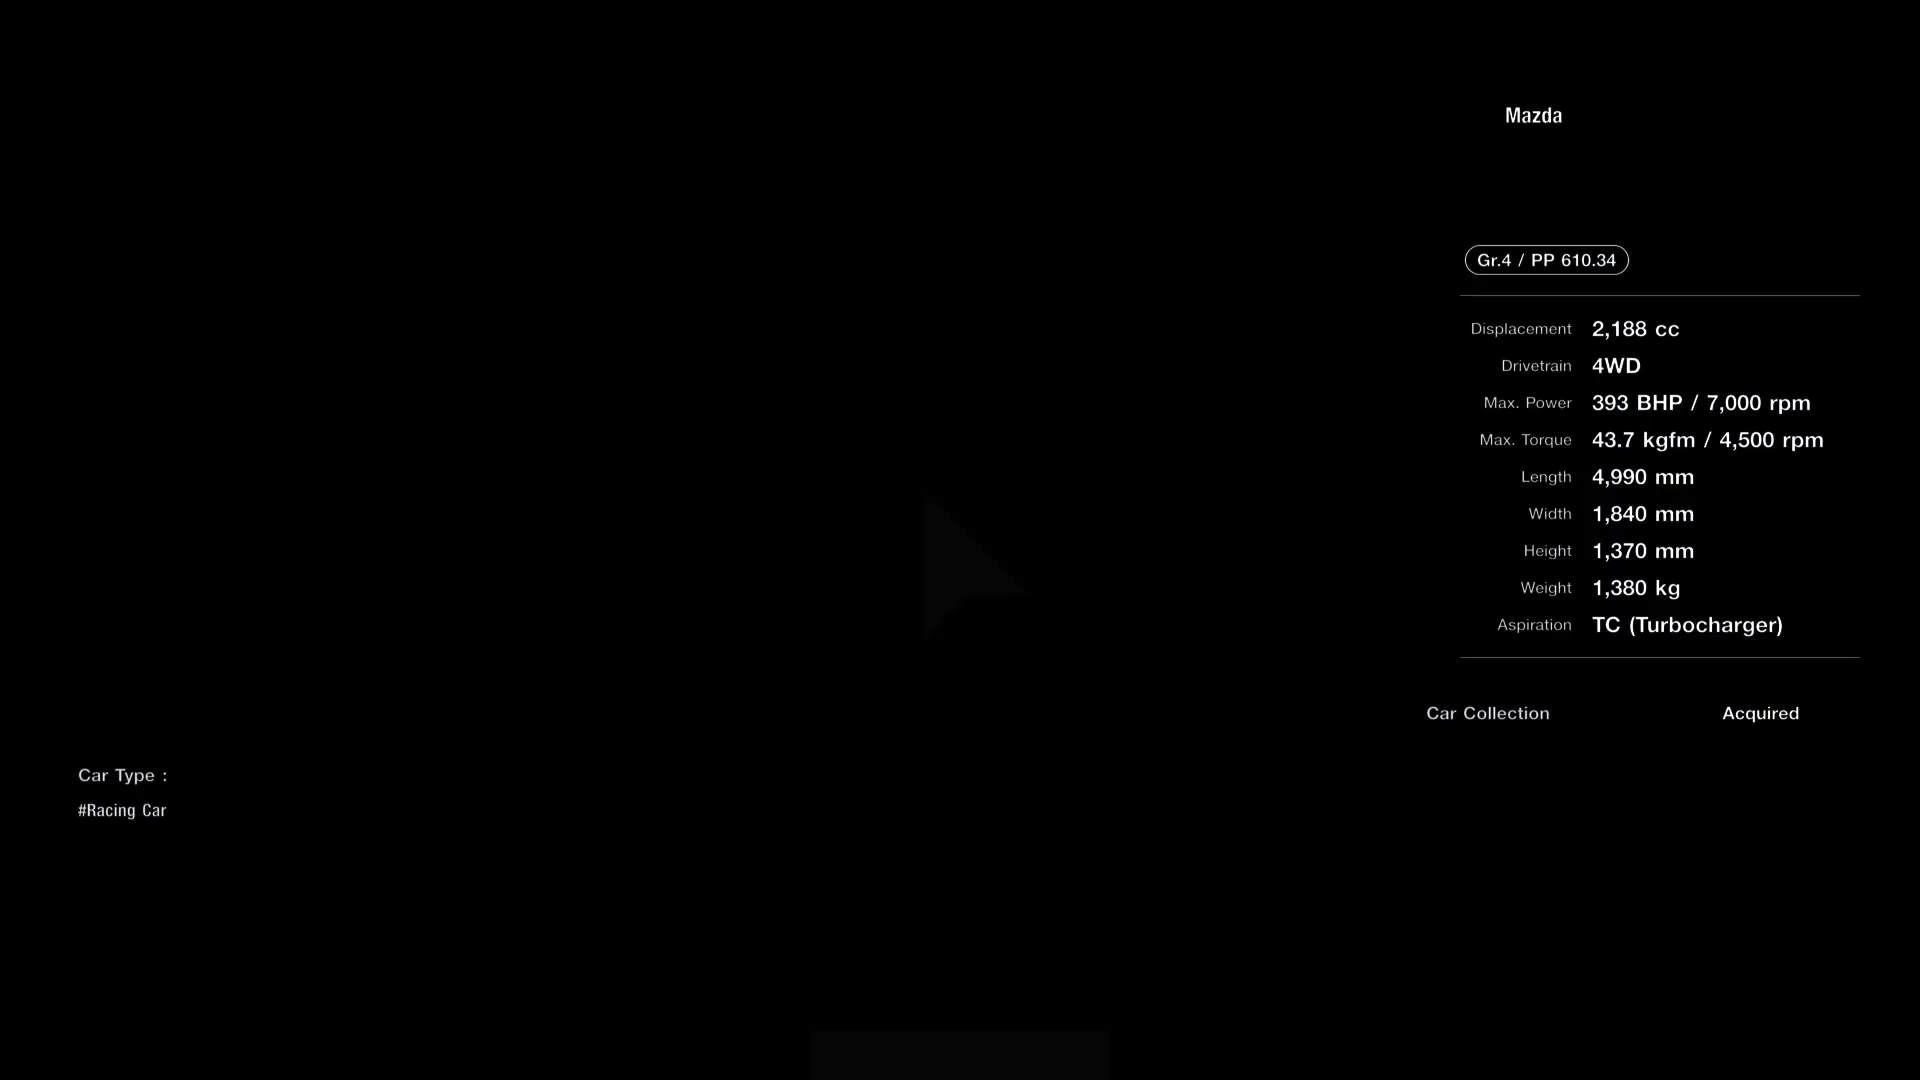 Mazda
Gr.4 / PP 610.34
Displacement 2,188 cc
Drivetrain 4WD
Max. Power 393 BHP / 7,000 rpm
Max. Torque 43.7 kgfm / 4,500 rpm
Length 4,990 mm
Width 1,840 mm
Height 1,370 mm
Weight 1,380 kg
Aspiration TC (Turbocharger)
Car Collection Acquired
Car Type :
#Racing Car